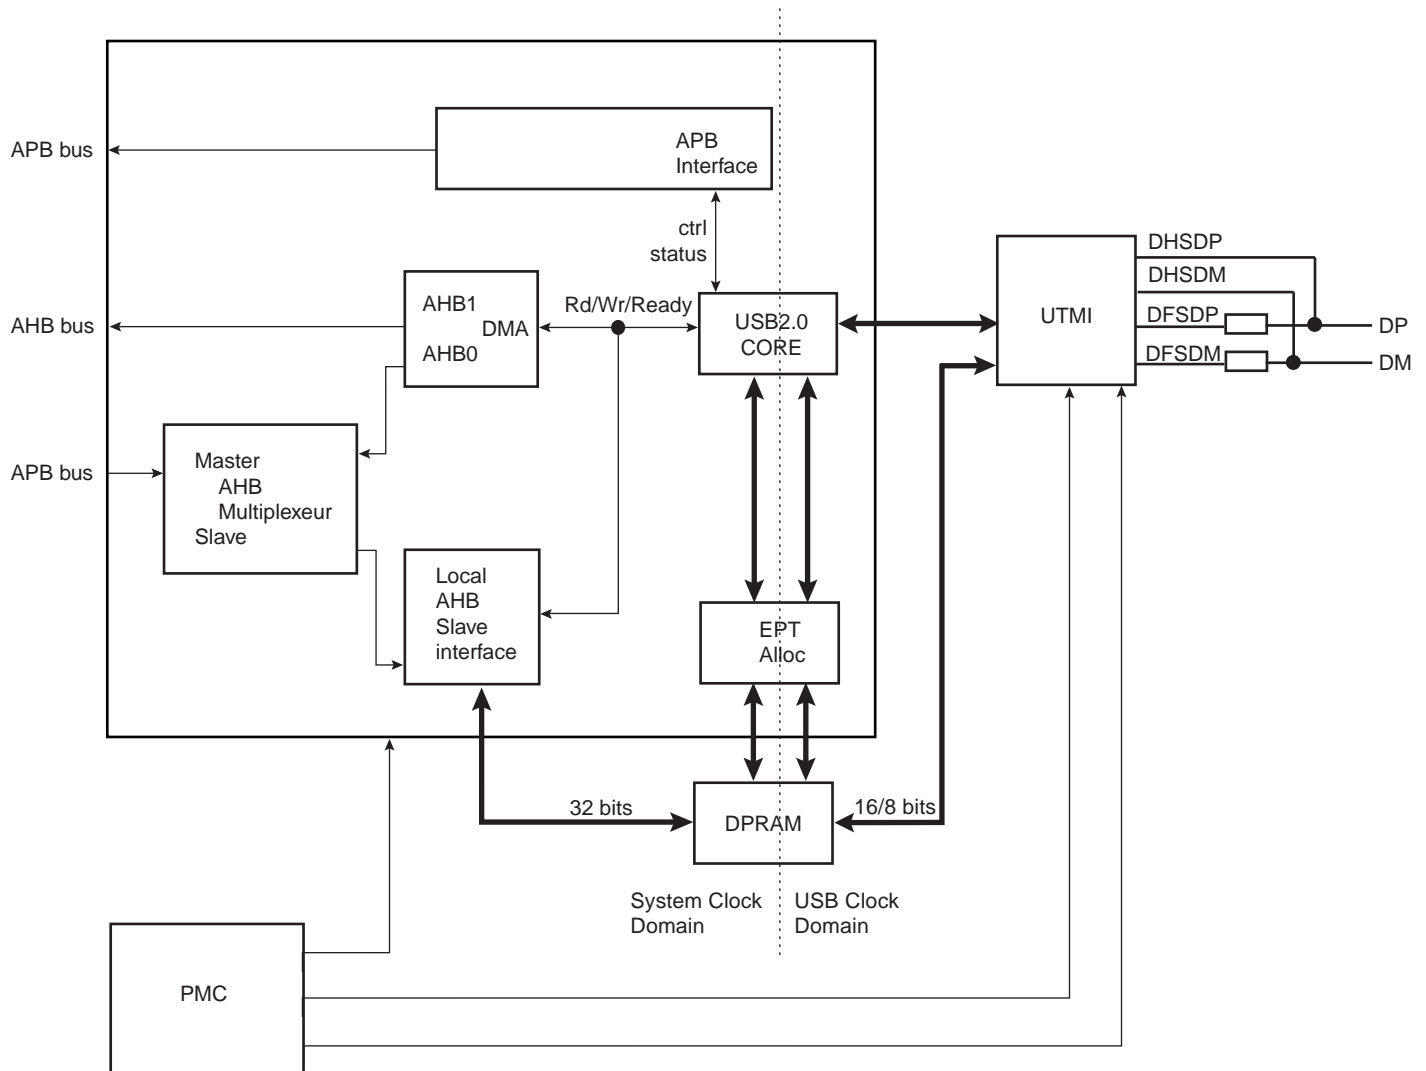 APB bus
APB
Interface
ctrl
status
DHSDP
DHSDM
DFSDP
DFSDM
UTMI
DP
DM
AHB bus
AHB1
DMA
AHB0
Rd/Wr/Ready
USB2.0
CORE
APB bus
Master
AHB
Multiplexeur
Slave
Local
AHB
Slave
interface
EPT
Alloc
32 bits
DPRAM
16/8 bits
System Clock
Domain
USB Clock
Domain
PMC